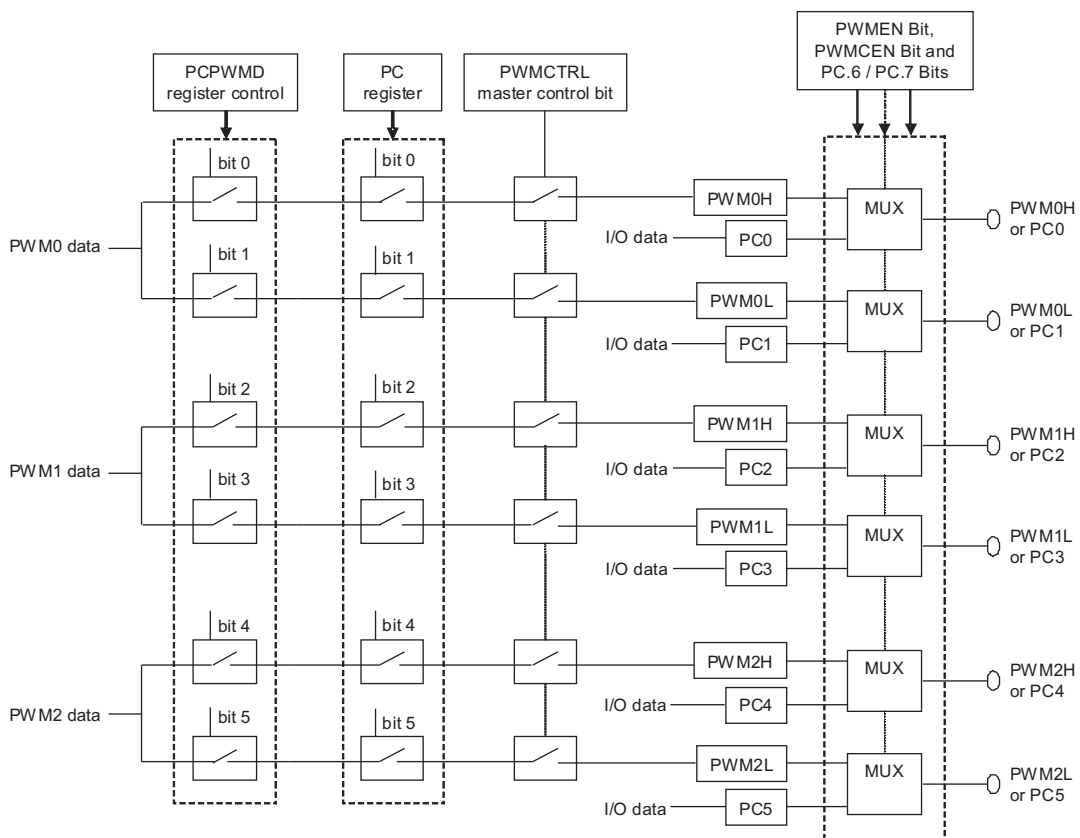 PWMEN Bit,
PWMCEN Bit and
PC.6 / PC.7 Bits
PCPWMD
register control
PC
register
PWMCTRL
master control bit
bit 0
bit 0
PWM0 data
PWM0H
MUX
PWM0H
or PC0
I/O data
PC0
bit 1
bit 1
PWM0L
MUX
PWM0L
or PC1
I/O data
PC1
bit 2
bit 2
PWM1 data
PWM1H
MUX
PWM1H
or PC2
I/O data
PC2
bit 3
bit 3
PWM1L
MUX
PWM1L
or PC3
I/O data
PC3
bit 4
bit 4
PWM2 data
PWM2H
MUX
PWM2H
or PC4
I/O data
PC4
bit 5
bit 5
PWM2L
MUX
PWM2L
or PC5
I/O data
PC5